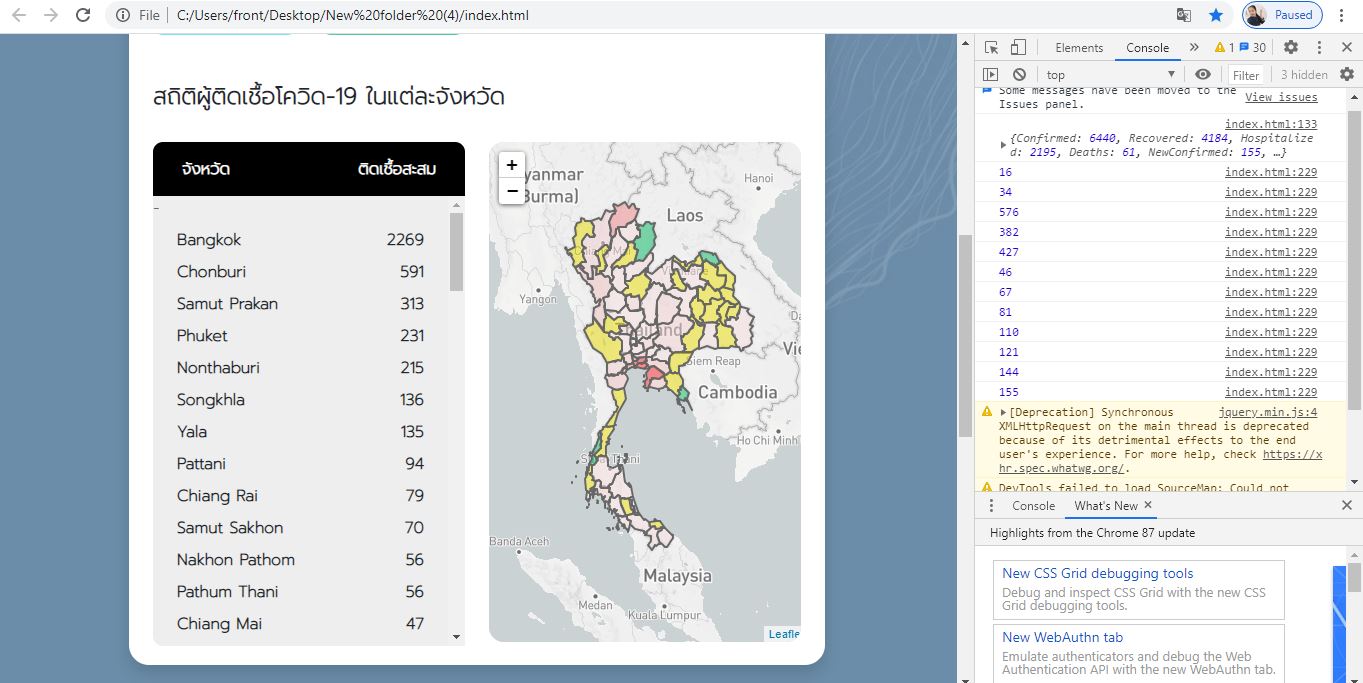 File
C:/Users/front/Desktop/New%20folder%20(4)/index.html
Paused
สถิติผู้ติดเชื้อโควิด-19 ในแต่ละจังหวัด
จังหวัด ติดเชื้อสะสม
Bangkok 2269
Chonburi 591
Samut Prakan 313
Phuket 231
Nonthaburi 215
Songkhla 136
Yala 135
Pattani 94
Chiang Rai 79
Samut Sakhon 70
Nakhon Pathom 56
Pathum Thani 56
Chiang Mai 47
+
−
yanmar
Burma)
Hanoi
Laos
Yangon
Siem Reap
Cambodia
Ho Chi Minh
Banda Aceh
Malaysia
Medan
Kuala Lumpur
Leafle
Elements Console » 1 30
top Filter 3 hidden
Some messages have been moved to the
Issues panel.
View issues
index.html:133
{Confirmed: 6440, Recovered: 4184, Hospitalize
d: 2195, Deaths: 61, NewConfirmed: 155, …}
16 index.html:229
34 index.html:229
576 index.html:229
382 index.html:229
427 index.html:229
46 index.html:229
67 index.html:229
81 index.html:229
110 index.html:229
121 index.html:229
144 index.html:229
155 index.html:229
[Deprecation] Synchronous jquery.min.js:4
XMLHttpRequest on the main thread is deprecated
because of its detrimental effects to the end
user's experience. For more help, check https://x
hr.spec.whatwg.org/.
DevTools failed to load SourceMap: Could not
Console What's New
Highlights from the Chrome 87 update
New CSS Grid debugging tools
Debug and inspect CSS Grid with the new CSS
Grid debugging tools.
New WebAuthn tab
Emulate authenticators and debug the Web
Authentication API with the new WebAuthn tab.